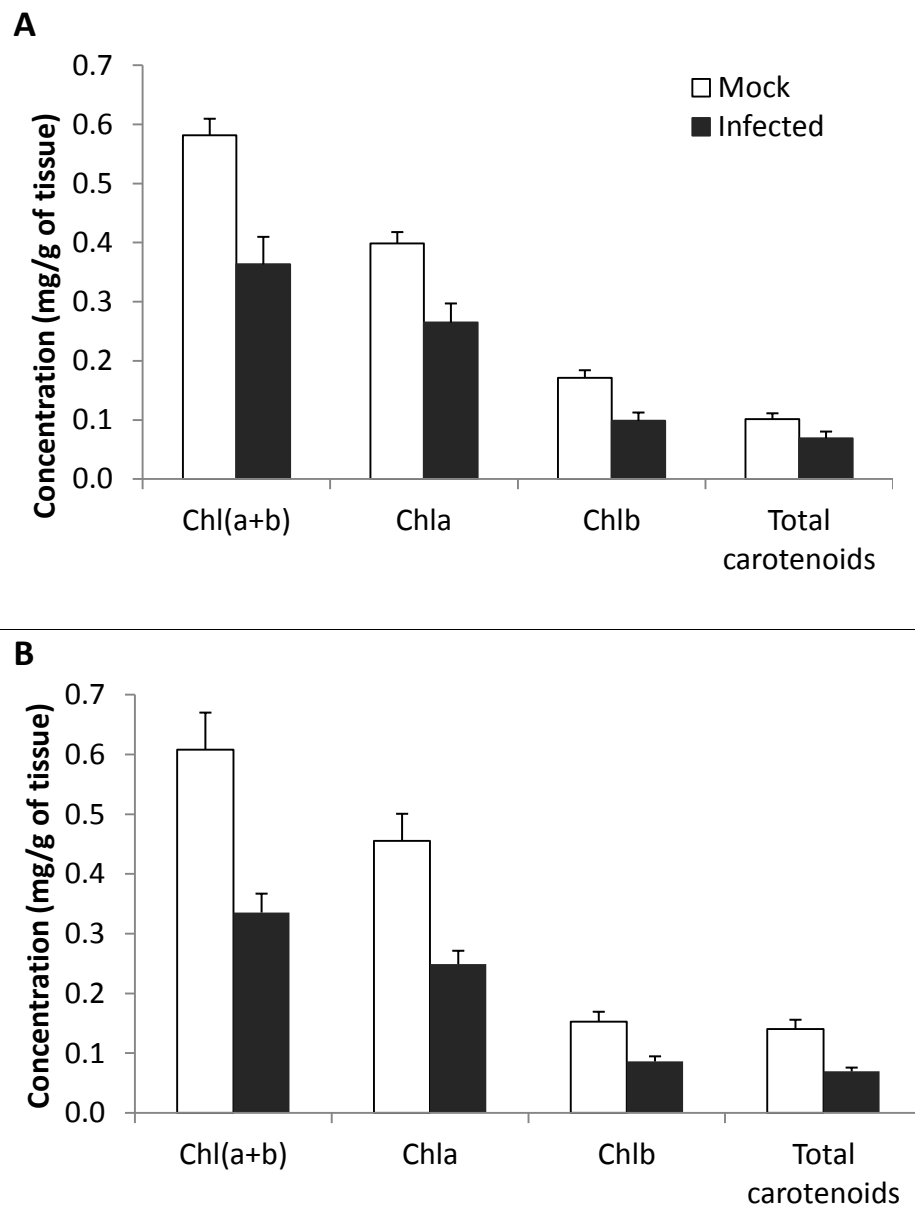 A
Concentration (mg/g of tissue)
0.7
0.6
0.5
0.4
0.3
0.2
0.1
0.0
Mock
Infected
Chl(a+b)
Chla
Chlb
Total
carotenoids
B
Concentration (mg/g of tissue)
0.7
0.6
0.5
0.4
0.3
0.2
0.1
0.0
Chl(a+b)
Chla
Chlb
Total
carotenoids